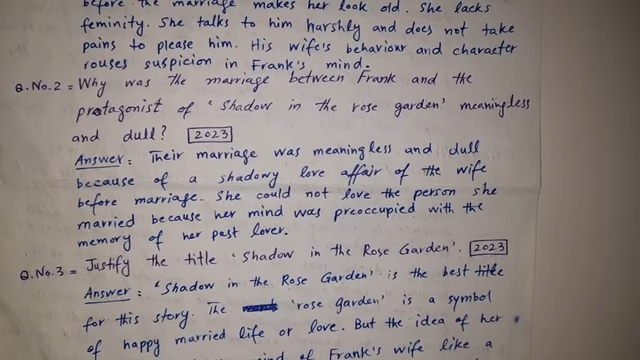 before the marriage makes her look old. She lacks
feminity. She talks to him harshly and does not take
pains to please him. His wife's behaviour and character
rouses suspicion in Frank's mind.
Q.No.2 = Why was the marriage between Frank and the
protagonist of 'Shadow in the rose garden' meaningless
and dull? 2023
Answer: Their marriage was meaningless and dull
because of a shadowy love affair of the wife
before marriage. She could not love the person she
married because her mind was preoccupied with the
memory of her past lover.
Q.No.3 = Justify the title 'Shadow in the Rose Garden'. 2023
Answer: 'Shadow in the Rose Garden' is the best title
for this story. The 'rose garden' is a symbol
of happy married life or love. But the idea of her
mind of Frank's wife like a